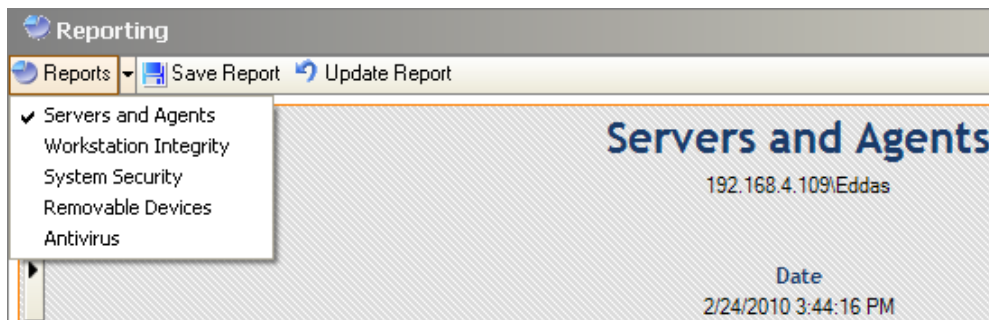 Reporting
Reports Save Report Update Report
Servers and Agents
Workstation Integrity
System Security
Removable Devices
Antivirus
Servers and Agents
192.168.4.109\Eddas
Date
2/24/2010 3:44:16 PM